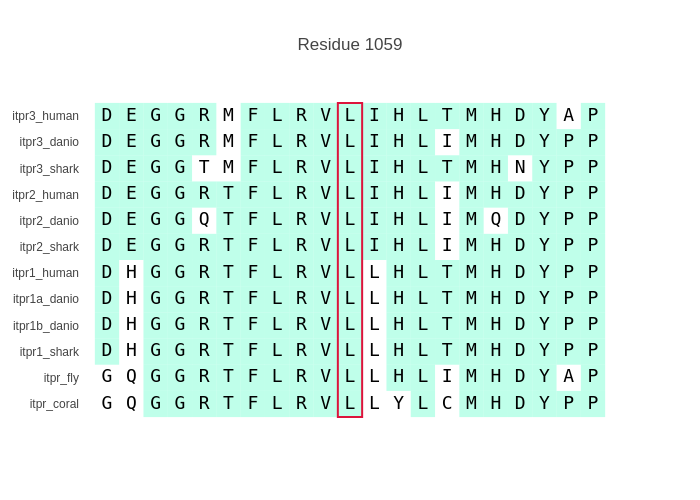 Residue 1059
itpr3_human D E G G R M F L R V L I H L T M H D Y A P
itpr3_danio D E G G R M F L R V L I H L I M H D Y P P
itpr3_shark D E G G T M F L R V L I H L T M H N Y P P
itpr2_human D E G G R T F L R V L I H L I M H D Y P P
itpr2_danio D E G G Q T F L R V L I H L I M Q D Y P P
itpr2_shark D E G G R T F L R V L I H L I M H D Y P P
itpr1_human D H G G R T F L R V L L H L T M H D Y P P
itpr1a_danio D H G G R T F L R V L L H L T M H D Y P P
itpr1b_danio D H G G R T F L R V L L H L T M H D Y P P
itpr1_shark D H G G R T F L R V L L H L T M H D Y P P
itpr_fly G Q G G R T F L R V L L H L I M H D Y A P
itpr_coral G Q G G R T F L R V L L Y L C M H D Y P P